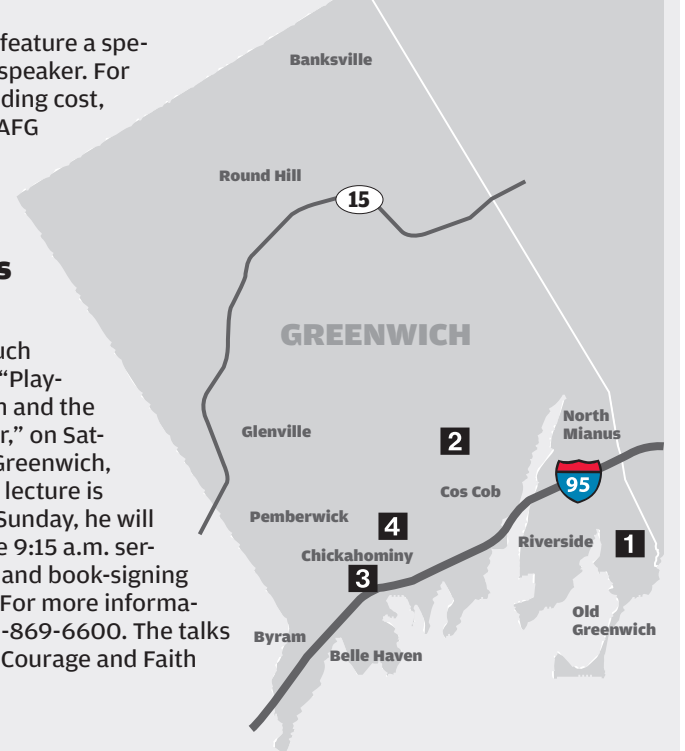 feature a spe-
speaker. For
ding cost,
AFG
s
uch
“Play-
n and the
r,” on Sat-
Greenwich,
lecture is
Sunday, he will
e 9:15 a.m. ser-
and book-signing
For more informa-
-869-6600. The talks
Courage and Faith
Banksville
Round Hill
15
GREENWICH
Glenville
2
North
Mianus
Cos Cob
95
Pemberwick
4
Chickahominy
3
Riverside
1
Old
Greenwich
Byram
Belle Haven